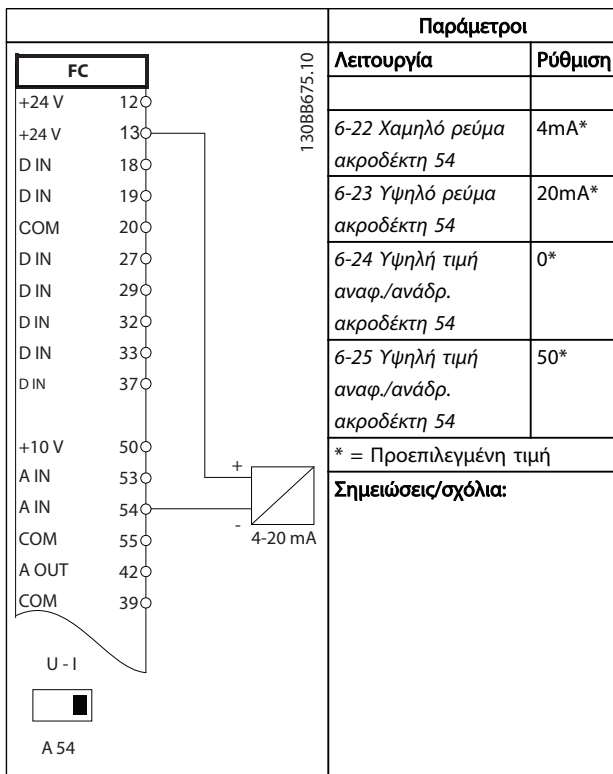 FC
130BB675.10
+24 V 12
+24 V 13
D IN 18
D IN 19
COM 20
D IN 27
D IN 29
D IN 32
D IN 33
D IN 37
+10 V 50
A IN 53
A IN 54
COM 55
A OUT 42
COM 39
+
-
4-20 mA
U - I
A 54
Παράμετροι
Λειτουργία Ρύθμιση
6-22 Χαμηλό ρεύμα 4mA*
ακροδέκτη 54
6-23 Υψηλό ρεύμα 20mA*
ακροδέκτη 54
6-24 Υψηλή τιμή 0*
αναφ./ανάδρ.
ακροδέκτη 54
6-25 Υψηλή τιμή 50*
αναφ./ανάδρ.
ακροδέκτη 54
* = Προεπιλεγμένη τιμή
Σημειώσεις/σχόλια: